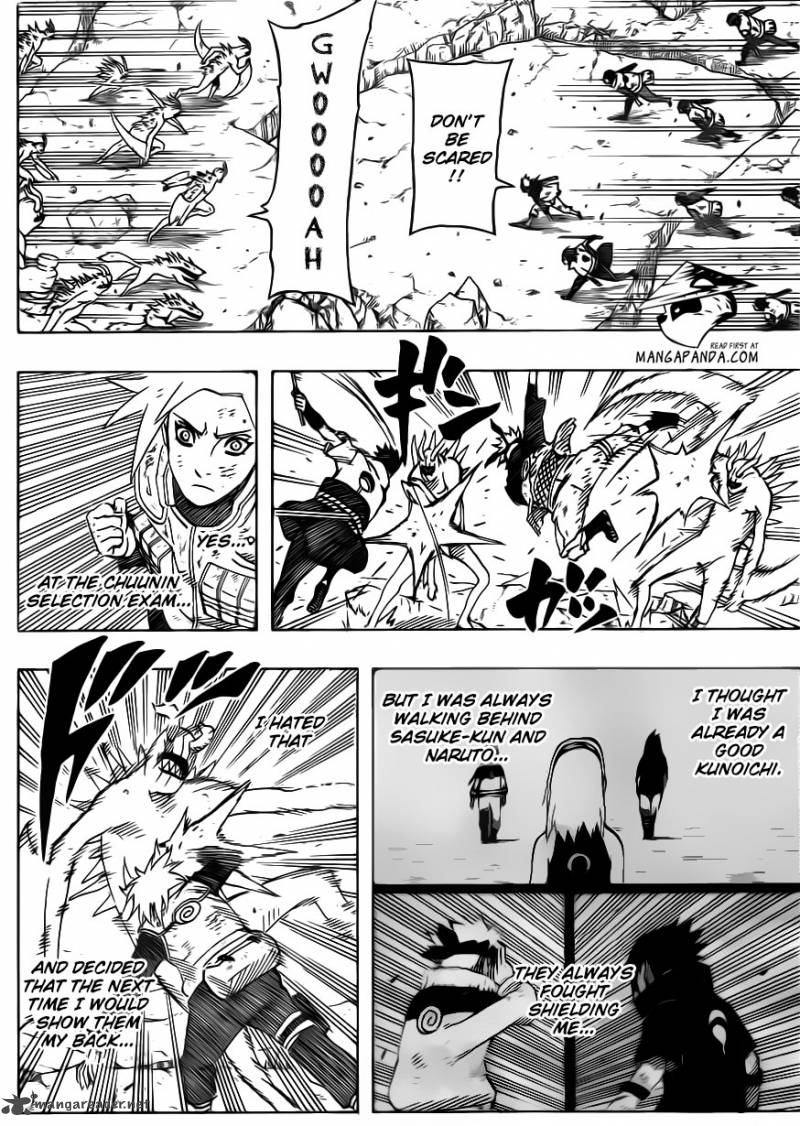 DON'T
BE
SCARED
!!
GWOOOOAH
READ FIRST AT
MANGAPANDA.COM
ギン
ガッ
YES...
AT THE CHUUNIN
SELECTION EXAM...
I THOUGHT
I WAS
ALREADY A
GOOD
KUNOICHI.
BUT I WAS ALWAYS
WALKING BEHIND
SASUKE-KUN AND
NARUTO...
THEY ALWAYS
FOUGHT
SHIELDING
ME...
I HATED
THAT
AND DECIDED
THAT THE NEXT
TIME I WOULD
SHOW THEM
MY BACK...
mangareader.net